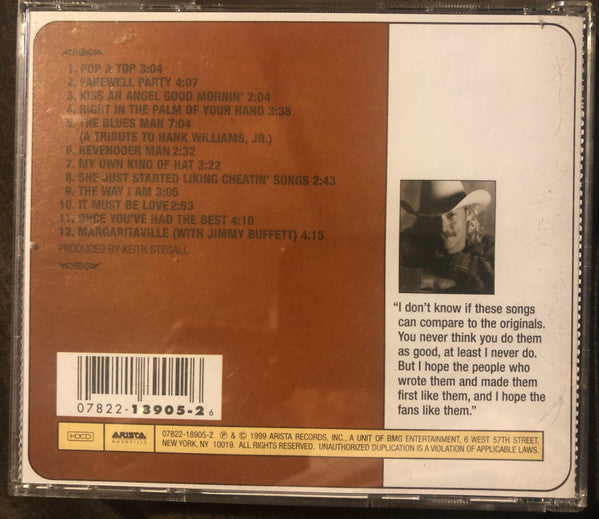 1. POP A TOP 3:04
2. FAREWELL PARTY 4:07
3. KISS AN ANGEL GOOD MORNIN' 2:04
4. RIGHT IN THE PALM OF YOUR HAND 3:38
5. THE BLUES MAN 7:04
(A TRIBUTE TO HANK WILLIAMS, JR.)
6. REVENOOER MAN 2:32
7. MY OWN KIND OF HAT 3:22
8. SHE JUST STARTED LIKING CHEATIN' SONGS 2:43
9. THE WAY I AM 3:05
10. IT MUST BE LOVE 2:53
11. ONCE YOU'VE HAD THE BEST 4:10
12. MARGARITAVILLE (WITH JIMMY BUFFETT) 4:15
PRODUCED BY KEITH STEGALL
"I don't know if these songs
can compare to the originals.
You never think you do them
as good, at least I never do.
But I hope the people who
wrote them and made them
first like them, and I hope the
fans like them."
07822-13905-2 6
HDCD
ARISTA
NASHVILLE
07822-18905-2 ℗ & © 1999 ARISTA RECORDS, INC., A UNIT OF BMG ENTERTAINMENT, 6 WEST 57TH STREET,
NEW YORK, NY 10019. ALL RIGHTS RESERVED. UNAUTHORIZED DUPLICATION IS A VIOLATION OF APPLICABLE LAWS.